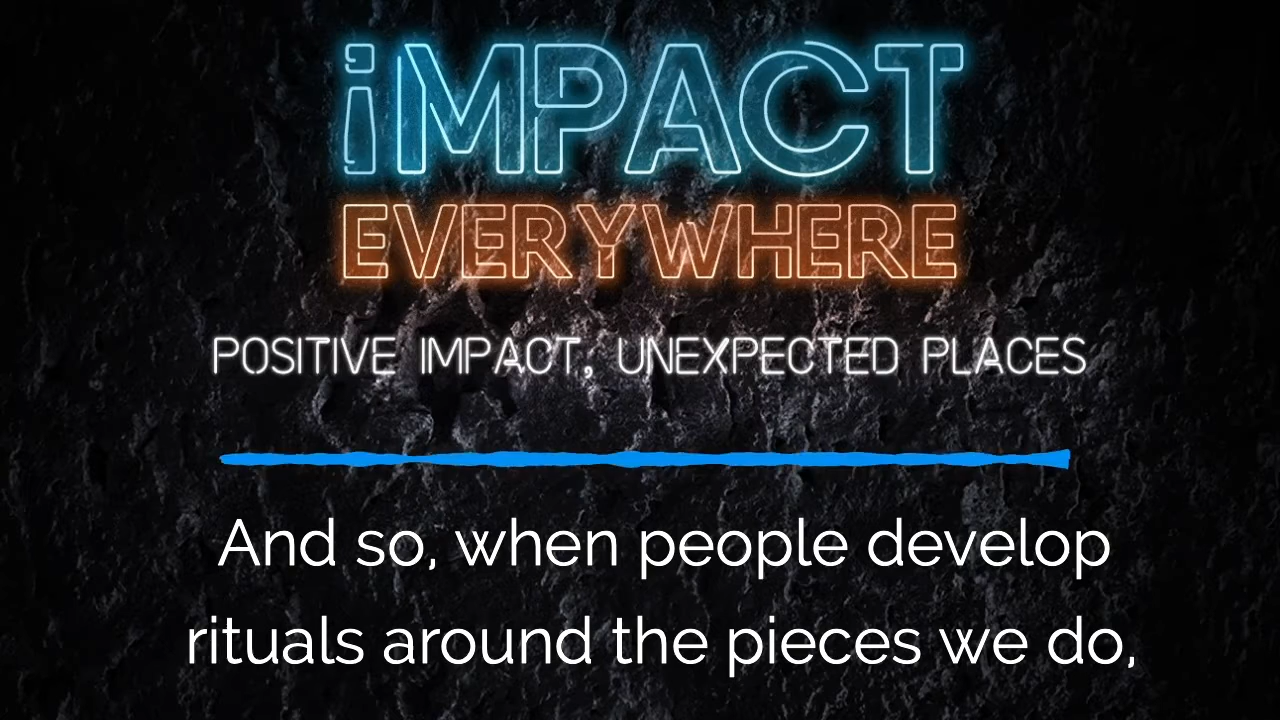 iMPACT
EVERYWHERE
POSITIVE IMPACT, UNEXPECTED PLACES
And so, when people develop
rituals around the pieces we do,